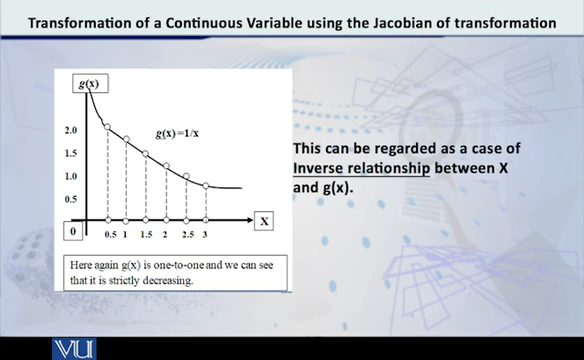 Transformation of a Continuous Variable using the Jacobian of transformation
g(x)
g(x)=1/x
2.0
1.5
1.0
0.5
0
0.5 1 1.5 2 2.5 3
X
Here again g(x) is one-to-one and we can see
that it is strictly decreasing.
This can be regarded as a case of
Inverse relationship between X
and g(x).
VU